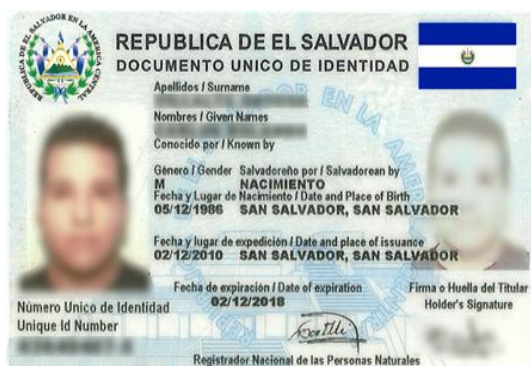 REPUBLICA DE EL SALVADOR
DOCUMENTO UNICO DE IDENTIDAD
Apellidos / Surname
Nombres / Given Names
Conocido por / Known by
Género / Gender Salvadoreño por / Salvadorean by
M NACIMIENTO
Fecha y Lugar de Nacimiento / Date and Place of Birth
05/12/1986 SAN SALVADOR, SAN SALVADOR
Fecha y lugar de expedición / Date and place of issuance
02/12/2010 SAN SALVADOR, SAN SALVADOR
Fecha de expiración / Date of expiration
02/12/2018
Firma o Huella del Titular
Holder's Signature
Número Unico de Identidad
Unique Id Number
Registrador Nacional de las Personas Naturales